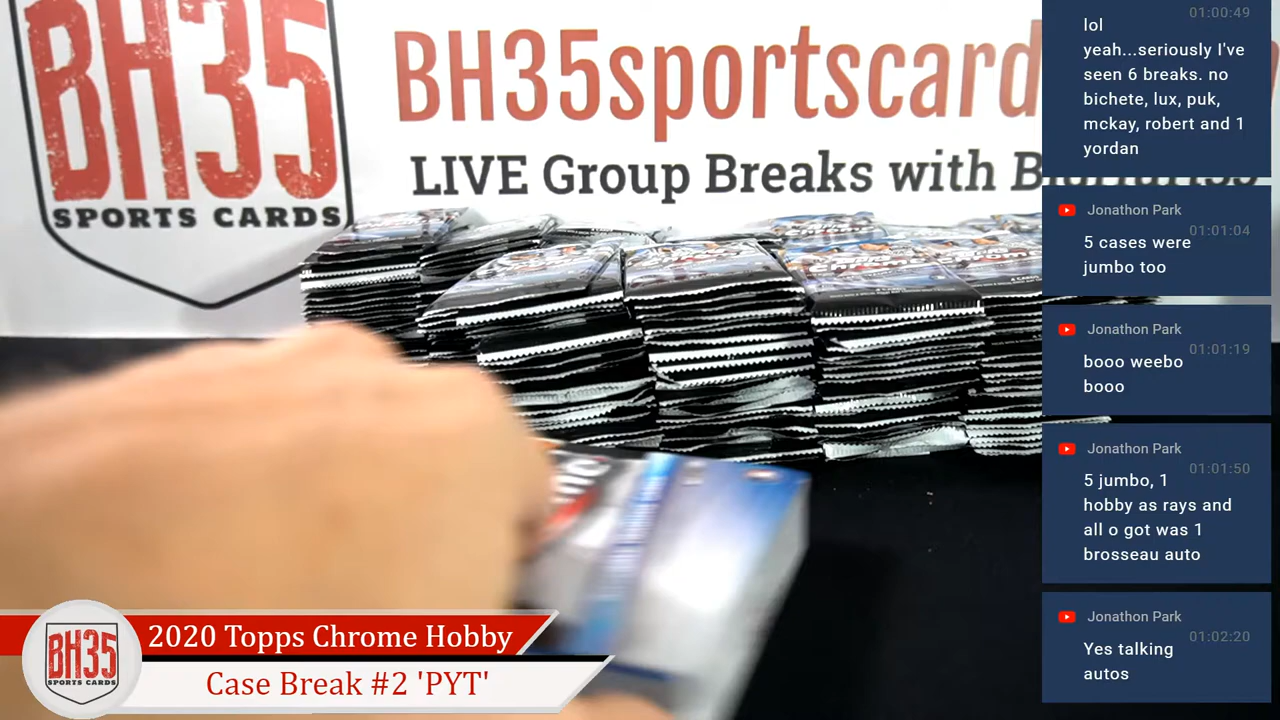 BH35
SPORTS CARDS
BH35sportscard
LIVE Group Breaks with B
2020 Topps Chrome Hobby
Case Break #2 'PYT'
BH35
SPORTS CARDS
01:00:49
lol
yeah...seriously I've
seen 6 breaks. no
bichete, lux, puk,
mckay, robert and 1
yordan
Jonathon Park
01:01:04
5 cases were
jumbo too
Jonathon Park
01:01:19
booo weebo
booo
Jonathon Park
01:01:50
5 jumbo, 1
hobby as rays and
all o got was 1
brosseau auto
Jonathon Park
01:02:20
Yes talking
autos